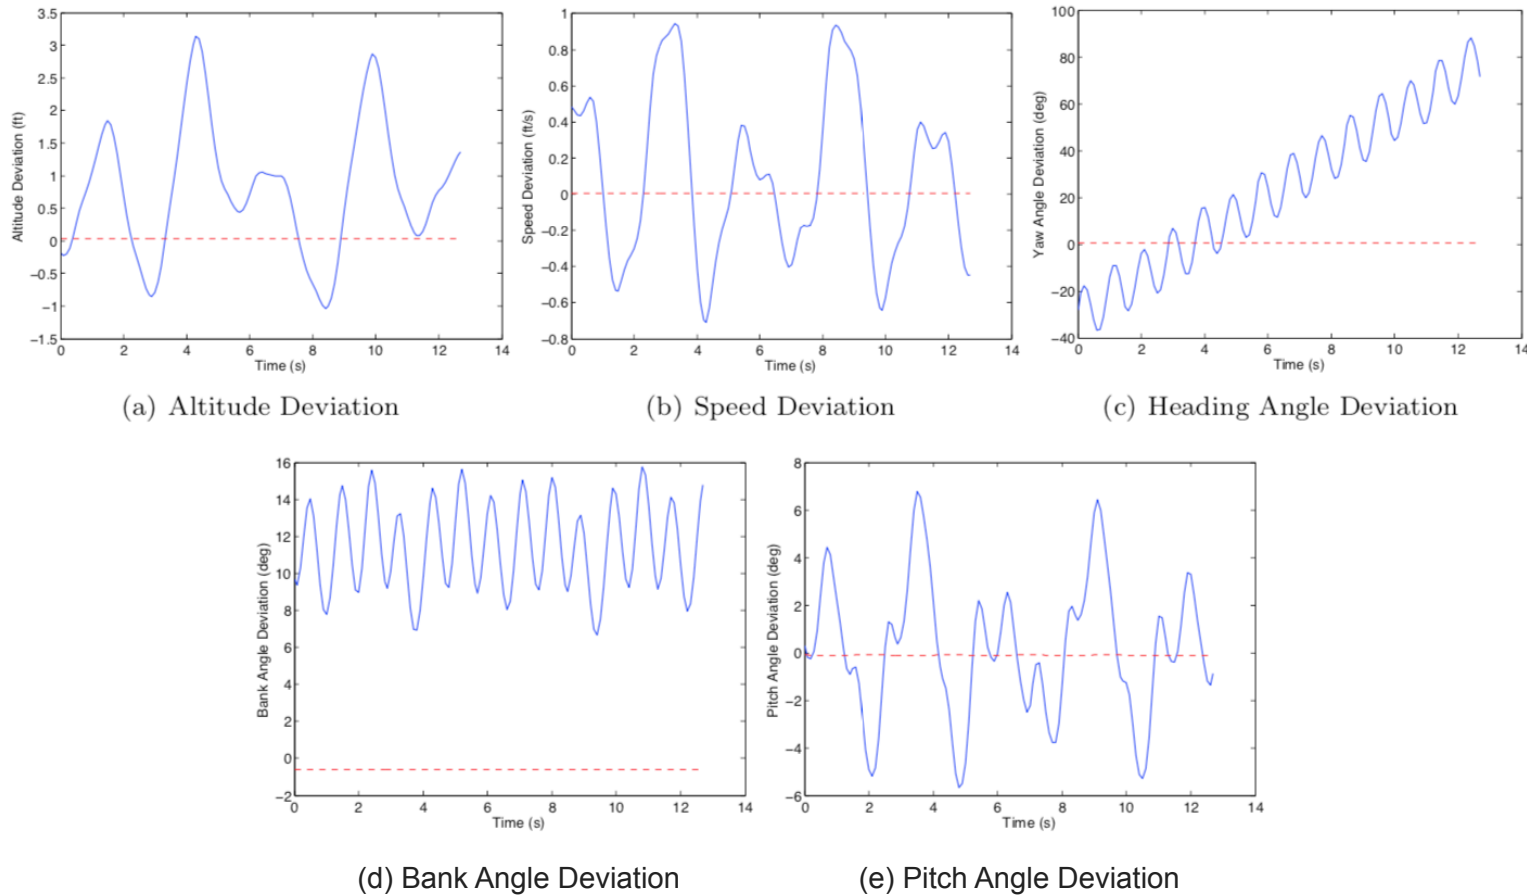 3.5
3
2.5
2
1.5
1
0.5
0
−0.5
−1
−1.5
0 2 4 6 8 10 12 14
Altitude Deviation (ft)
Time (s)
(a) Altitude Deviation
1
0.8
0.6
0.4
0.2
0
−0.2
−0.4
−0.6
−0.8
0 2 4 6 8 10 12 14
Speed Deviation (ft/s)
Time (s)
(b) Speed Deviation
100
80
60
40
20
0
−20
−40
0 2 4 6 8 10 12 14
Yaw Angle Deviation (deg)
Time (s)
(c) Heading Angle Deviation
16
14
12
10
8
6
4
2
0
−2
0 2 4 6 8 10 12 14
Bank Angle Deviation (deg)
Time (s)
(d) Bank Angle Deviation
8
6
4
2
0
−2
−4
−6
0 2 4 6 8 10 12 14
Pitch Angle Deviation (deg)
Time (s)
(e) Pitch Angle Deviation